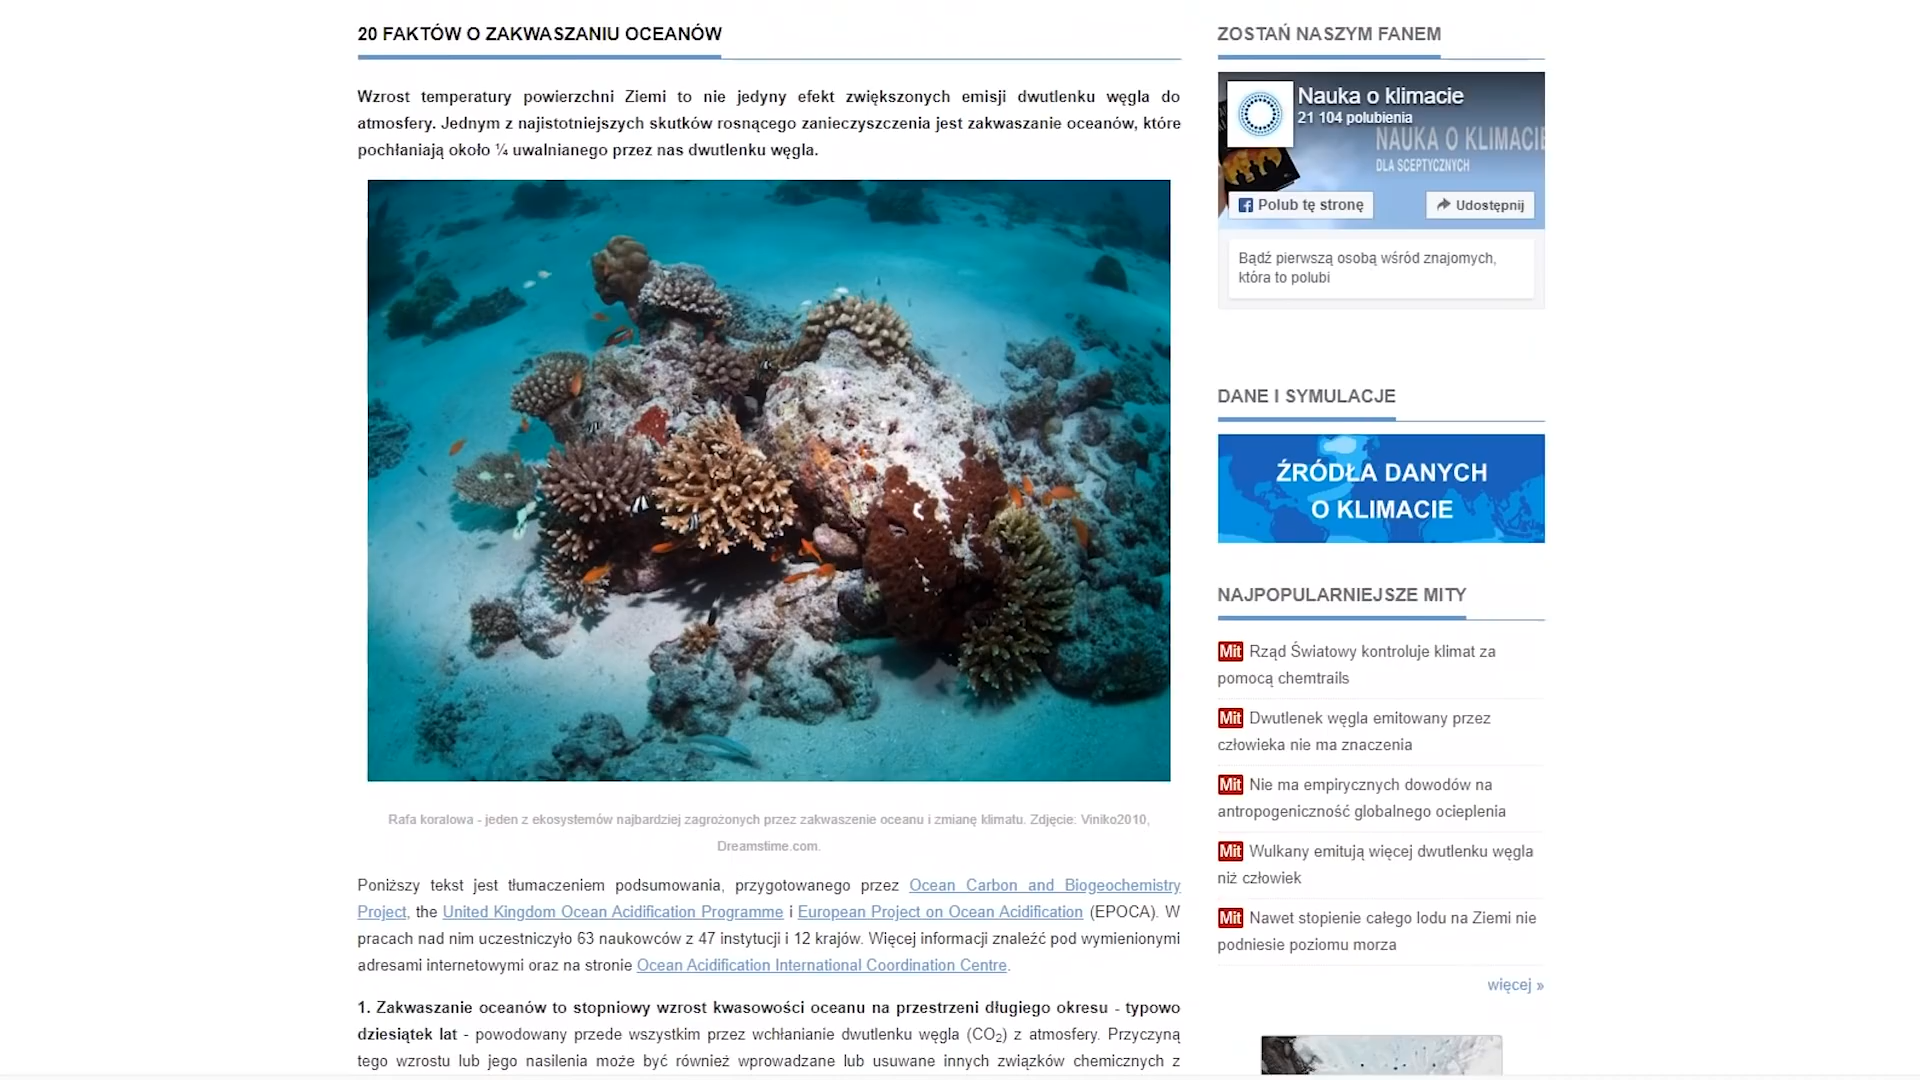 20 FAKTÓW O ZAKWASZANIU OCEANÓW
Wzrost temperatury powierzchni Ziemi to nie jedyny efekt zwiększonych emisji dwutlenku węgla do
atmosfery. Jednym z najistotniejszych skutków rosnącego zanieczyszczenia jest zakwaszanie oceanów, które
pochłaniają około ¼ uwalnianego przez nas dwutlenku węgla.
Rafa koralowa - jeden z ekosystemów najbardziej zagrożonych przez zakwaszenie oceanu i zmianę klimatu. Zdjęcie: Viniko2010,
Dreamstime.com.
Poniższy tekst jest tłumaczeniem podsumowania, przygotowanego przez Ocean Carbon and Biogeochemistry
Project, the United Kingdom Ocean Acidification Programme i European Project on Ocean Acidification (EPOCA). W
pracach nad nim uczestniczyło 63 naukowców z 47 instytucji i 12 krajów. Więcej informacji znaleźć pod wymienionymi
adresami internetowymi oraz na stronie Ocean Acidification International Coordination Centre.
1. Zakwaszanie oceanów to stopniowy wzrost kwasowości oceanu na przestrzeni długiego okresu - typowo
dziesiątek lat - powodowany przede wszystkim przez wchłanianie dwutlenku węgla (CO₂) z atmosfery. Przyczyną
tego wzrostu lub jego nasilenia może być również wprowadzane lub usuwane innych związków chemicznych z
ZOSTAŃ NASZYM FANEM
Nauka o klimacie
21 104 polubienia
NAUKA O KLIMACIE
DLA SCEPTYCZNYCH
Polub tę stronę
Udostępnij
Bądź pierwszą osobą wśród znajomych,
która to polubi
DANE I SYMULACJE
ŹRÓDŁA DANYCH
O KLIMACIE
NAJPOPULARNIEJSZE MITY
Mit Rząd Światowy kontroluje klimat za
pomocą chemtrails
Mit Dwutlenek węgla emitowany przez
człowieka nie ma znaczenia
Mit Nie ma empirycznych dowodów na
antropogeniczność globalnego ocieplenia
Mit Wulkany emitują więcej dwutlenku węgla
niż człowiek
Mit Nawet stopienie całego lodu na Ziemi nie
podniesie poziomu morza
więcej »